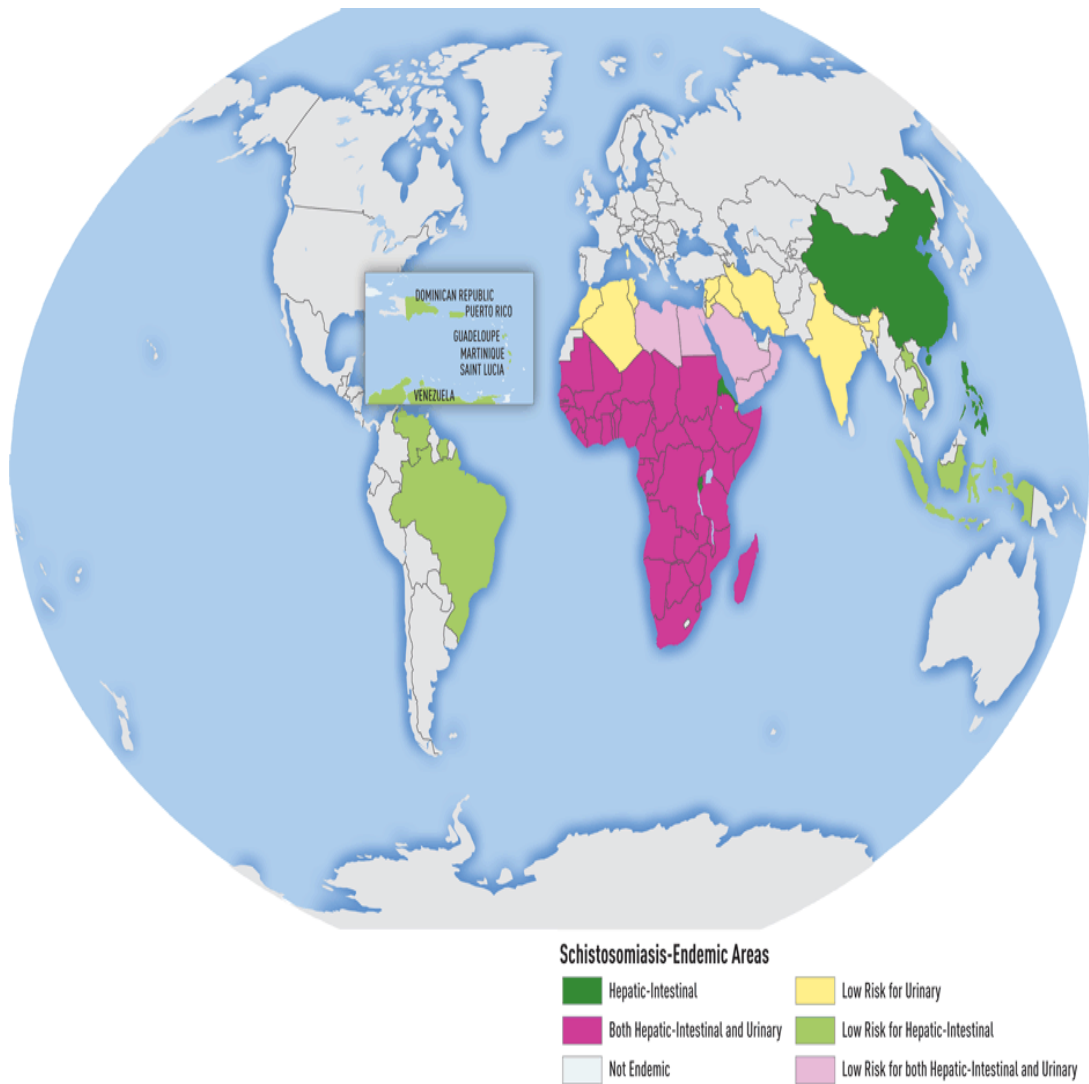 DOMINICAN REPUBLIC
PUERTO RICO
GUADELOUPE
MARTINIQUE
SAINT LUCIA
VENEZUELA
Schistosomiasis-Endemic Areas
Hepatic-Intestinal
Both Hepatic-Intestinal and Urinary
Not Endemic
Low Risk for Urinary
Low Risk for Hepatic-Intestinal
Low Risk for both Hepatic-Intestinal and Urinary